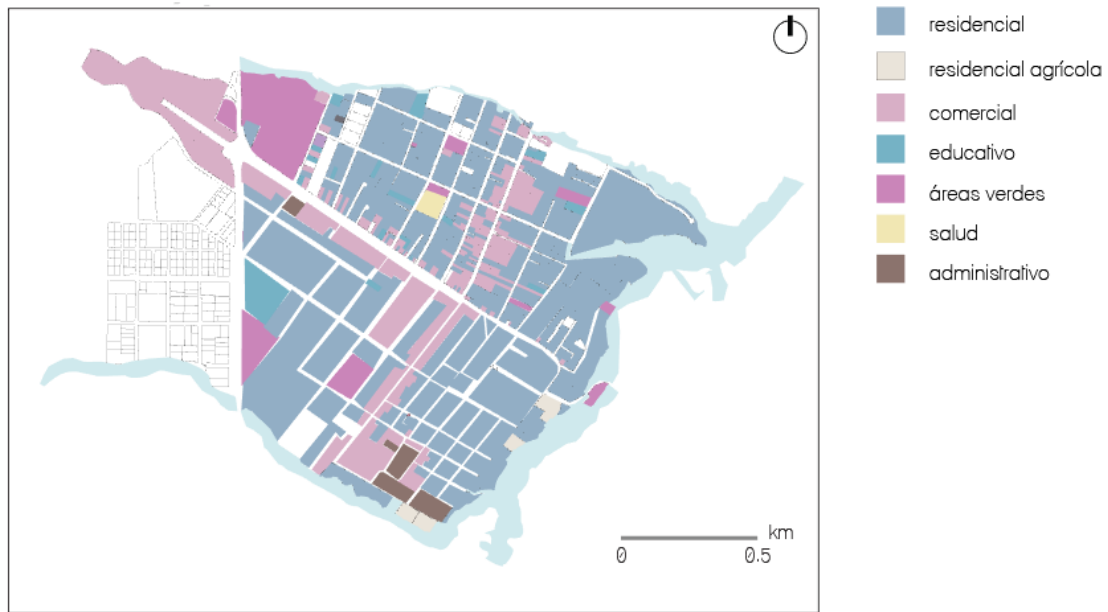 residencial
residencial agrícola
comercial
educativo
áreas verdes
salud
administrativo
km
0 0.5